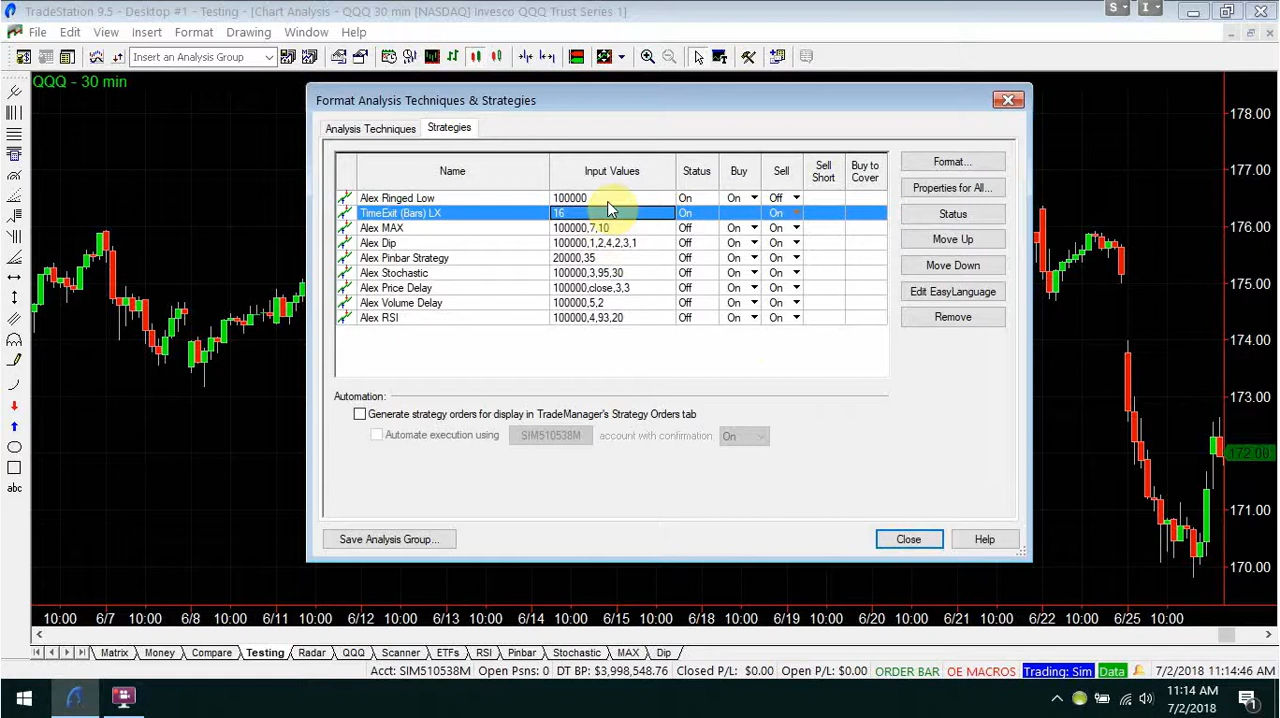 TradeStation 9.5 - Desktop #1 - Testing - [Chart Analysis - QQQ 30 min [NASDAQ] Invesco QQQ Trust Series 1]
S I
File Edit View Insert Format Drawing Window Help
Insert an Analysis Group
QQQ - 30 min
Format Analysis Techniques & Strategies
Analysis Techniques Strategies
Name Input Values Status Buy Sell Sell Short Buy to Cover
Alex Ringed Low 100000 On On Off
TimeExit (Bars) LX 16 On On
Alex MAX 100000,7,10 Off On On
Alex Dip 100000,1,2,4,2,3,1 Off On On
Alex Pinbar Strategy 20000,35 Off On On
Alex Stochastic 100000,3,95,30 Off On On
Alex Price Delay 100000,close,3,3 Off On On
Alex Volume Delay 100000,5,2 Off On On
Alex RSI 100000,4,93,20 Off On On
Format...
Properties for All...
Status
Move Up
Move Down
Edit EasyLanguage
Remove
Automation:
Generate strategy orders for display in TradeManager's Strategy Orders tab
Automate execution using SIM510538M account with confirmation: On
Save Analysis Group... Close Help
178.00
177.00
176.00
175.00
174.00
173.00
172.00
171.00
170.00
10:00 6/7 10:00 6/8 10:00 6/11 10:00 6/12 10:00 6/13 10:00 6/14 10:00 6/15 10:00 6/18 10:00 6/19 10:00 6/20 10:00 6/21 10:00 6/22 10:00 6/25 10:00
Matrix Money Compare Testing Radar QQQ Scanner ETFs RSI Pinbar Stochastic MAX Dip
Acct: SIM510538M Open Psns: 0 DT BP: $3,998,548.76 Closed P/L: $0.00 Open P/L: $0.00 ORDER BAR OE MACROS Trading: Sim Data 7/2/2018 11:14:46 AM
11:14 AM
7/2/2018
1
abc